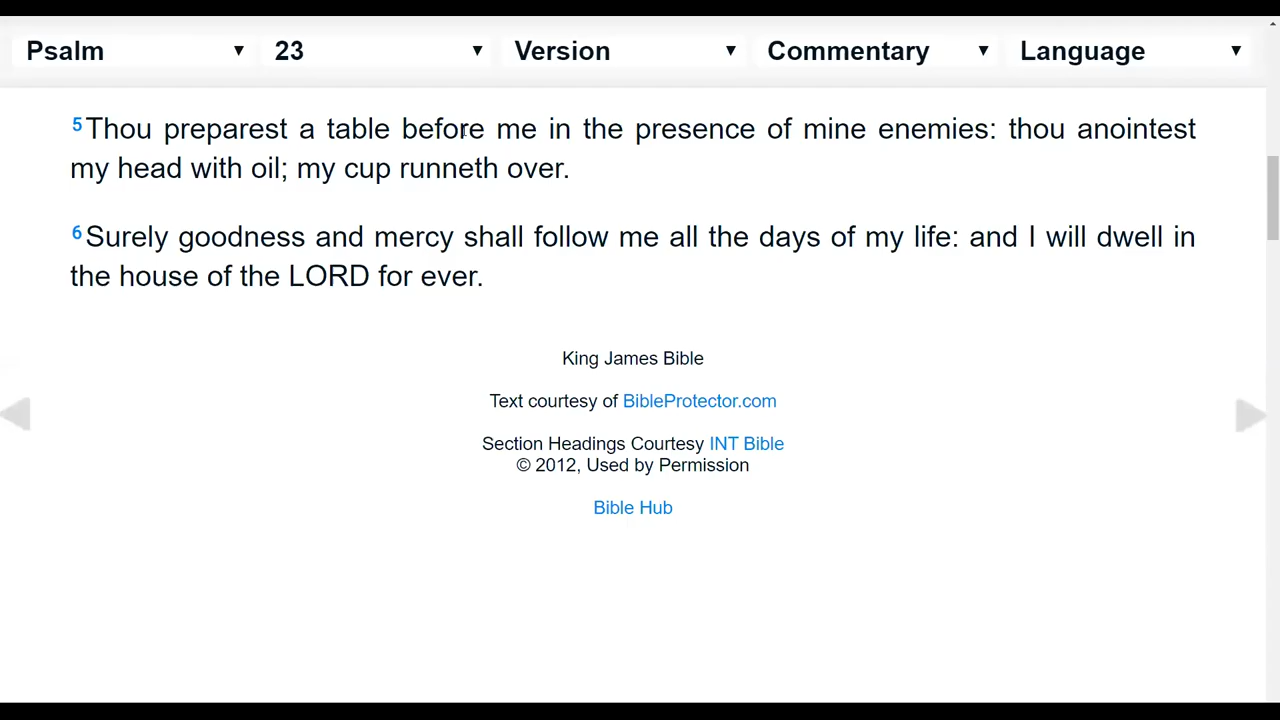 Psalm 23 Version Commentary Language
5Thou preparest a table before me in the presence of mine enemies: thou anointest
my head with oil; my cup runneth over.
6Surely goodness and mercy shall follow me all the days of my life: and I will dwell in
the house of the LORD for ever.
King James Bible
Text courtesy of BibleProtector.com
Section Headings Courtesy INT Bible
© 2012, Used by Permission
Bible Hub